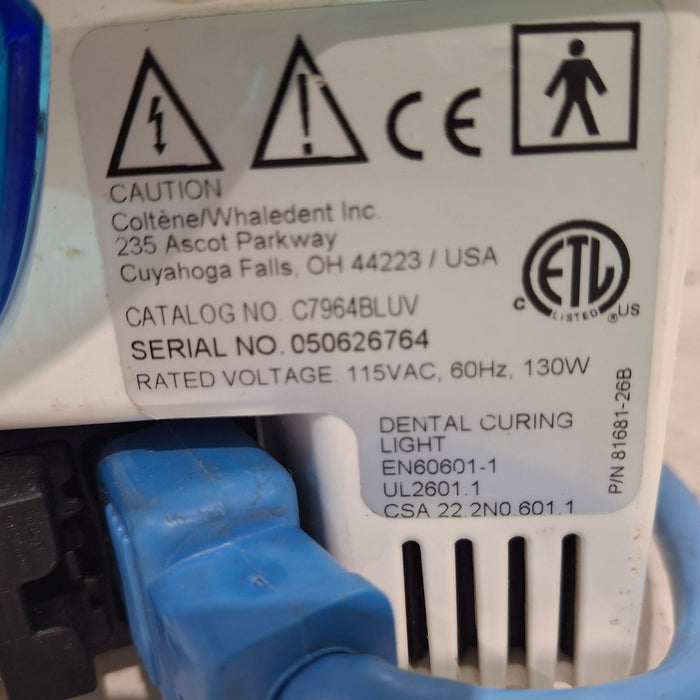 CE
CAUTION
Coltène/Whaledent Inc.
235 Ascot Parkway
Cuyahoga Falls, OH 44223 / USA
ETL
C LISTED ® US
CATALOG NO. C7964BLUV
SERIAL NO. 050626764
RATED VOLTAGE. 115VAC, 60Hz, 130W
DENTAL CURING
LIGHT
EN60601-1
UL2601.1
CSA 22.2N0.601.1
P/N 81681-26B